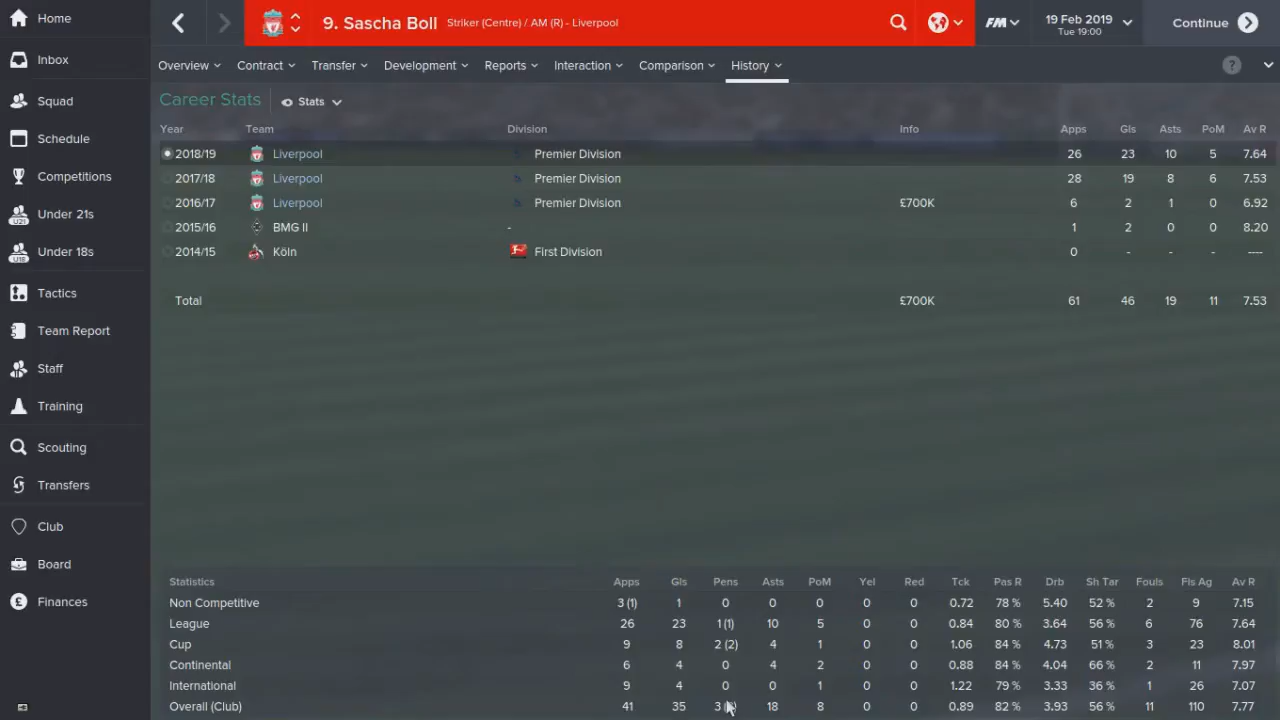 Home
9. Sascha Boll Striker (Centre) / AM (R) - Liverpool FM 19 Feb 2019 Tue 19:00 Continue
Inbox
Overview Contract Transfer Development Reports Interaction Comparison History ?
Career Stats Stats
Squad
Year Team Division Info Apps Gls Asts PoM Av R
Schedule
2018/19 Liverpool Premier Division 26 23 10 5 7.64
Competitions
2017/18 Liverpool Premier Division 28 19 8 6 7.53
2016/17 Liverpool Premier Division £700K 6 2 1 0 6.92
Under 21s
2015/16 BMG II - 1 2 0 0 8.20
Under 18s
2014/15 Köln First Division 0 - - - ----
Tactics
Total £700K 61 46 19 11 7.53
Team Report
Staff
Training
Scouting
Transfers
Club
Board
Finances
Statistics Apps Gls Pens Asts PoM Yel Red Tck Pas R Drb Sh Tar Fouls Fls Ag Av R
Non Competitive 3 (1) 1 0 0 0 0 0 0.72 78 % 5.40 52 % 2 9 7.15
League 26 23 1 (1) 10 5 0 0 0.84 80 % 3.64 56 % 6 76 7.64
Cup 9 8 2 (2) 4 1 0 0 1.06 84 % 4.73 51 % 3 23 8.01
Continental 6 4 0 4 2 0 0 0.88 84 % 4.04 66 % 2 11 7.97
International 9 4 0 0 1 0 0 1.22 79 % 3.33 36 % 1 26 7.07
Overall (Club) 41 35 3 18 8 0 0 0.89 82 % 3.93 56 % 11 110 7.77